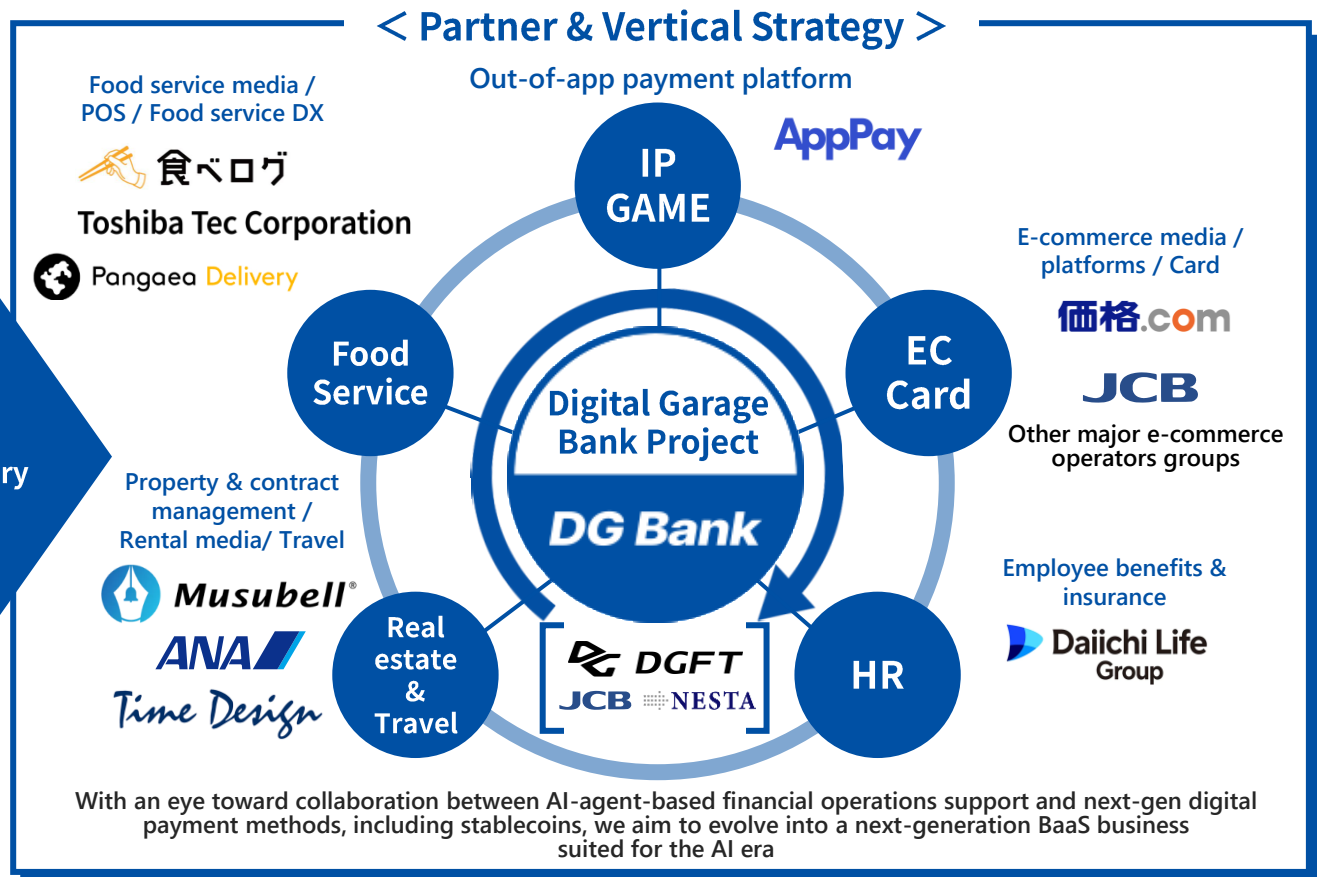 ＜ Partner & Vertical Strategy ＞
Out-of-app payment platform
AppPay
IP
GAME
Food service media /
POS / Food service DX
食べログ
Toshiba Tec Corporation
Pangaea Delivery
Food
Service
E-commerce media /
platforms / Card
価格.com
JCB
Other major e-commerce
operators groups
EC
Card
Digital Garage
Bank Project
DG Bank
ry
Property & contract
management /
Rental media/ Travel
Musubell®
ANA
Time Design
Real
estate
&
Travel
DG DGFT
JCB NESTA
HR
Employee benefits &
insurance
Daiichi Life
Group
With an eye toward collaboration between AI-agent-based financial operations support and next-gen digital
payment methods, including stablecoins, we aim to evolve into a next-generation BaaS business
suited for the AI era